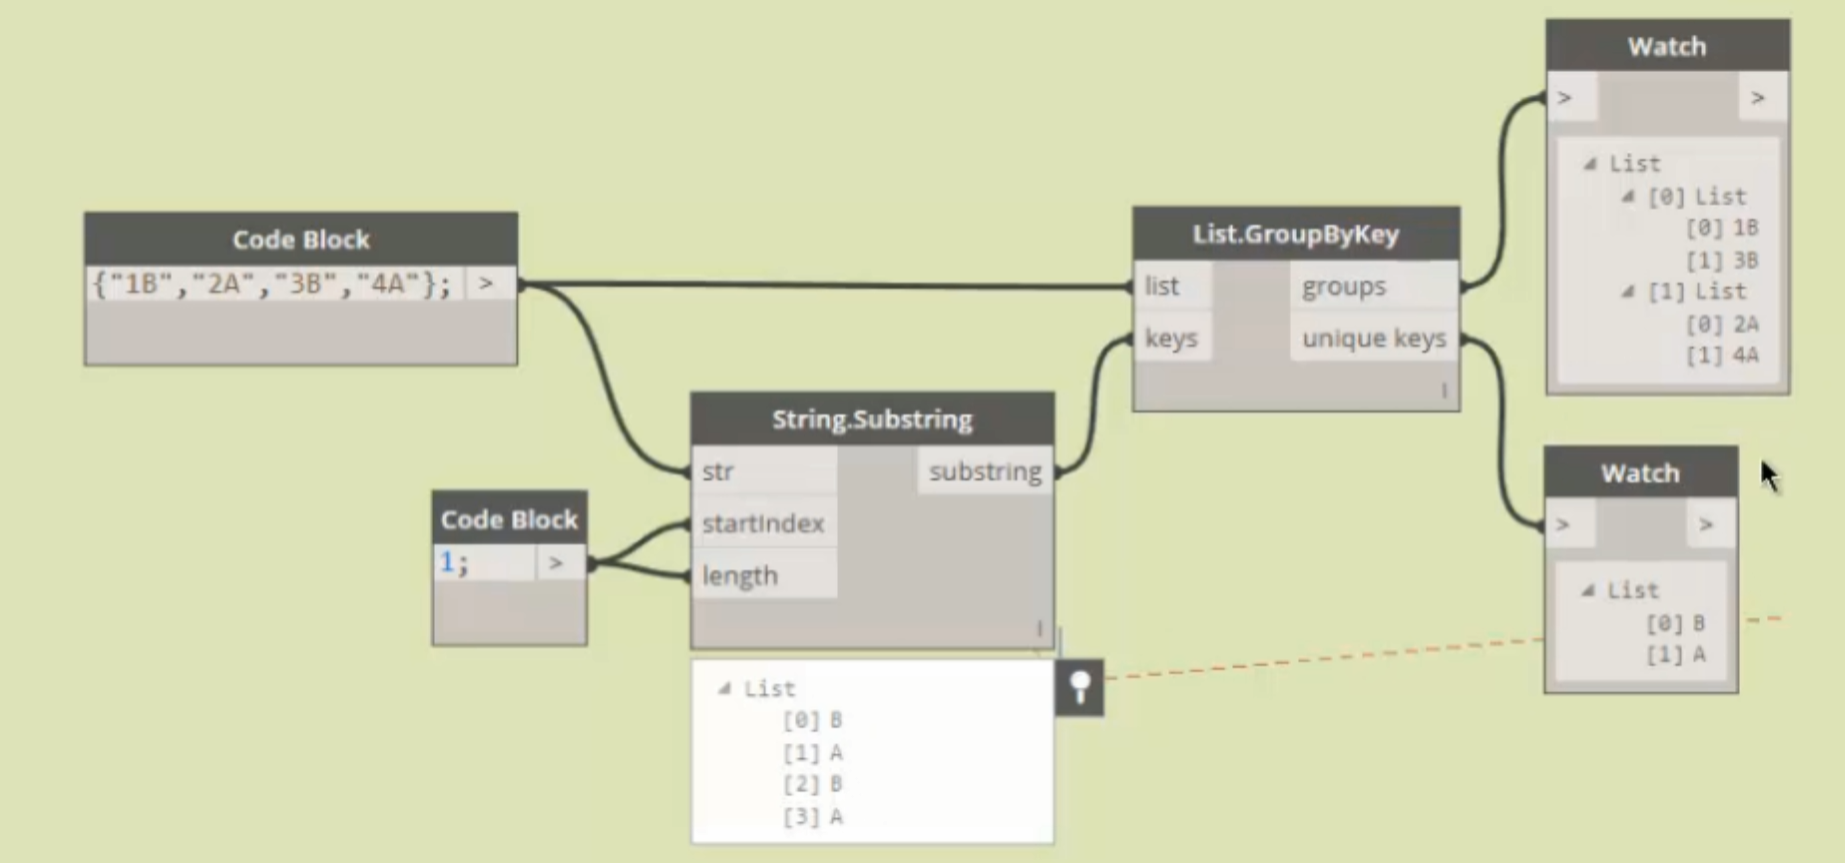 Code Block
{"1B","2A","3B","4A"}; >
Code Block
1; >
String.Substring
str substring
startIndex
length
l
List
[0] B
[1] A
[2] B
[3] A
List.GroupByKey
list groups
keys unique keys
l
Watch
> >
List
[0] List
[0] 1B
[1] 3B
[1] List
[0] 2A
[1] 4A
Watch
> >
List
[0] B
[1] A